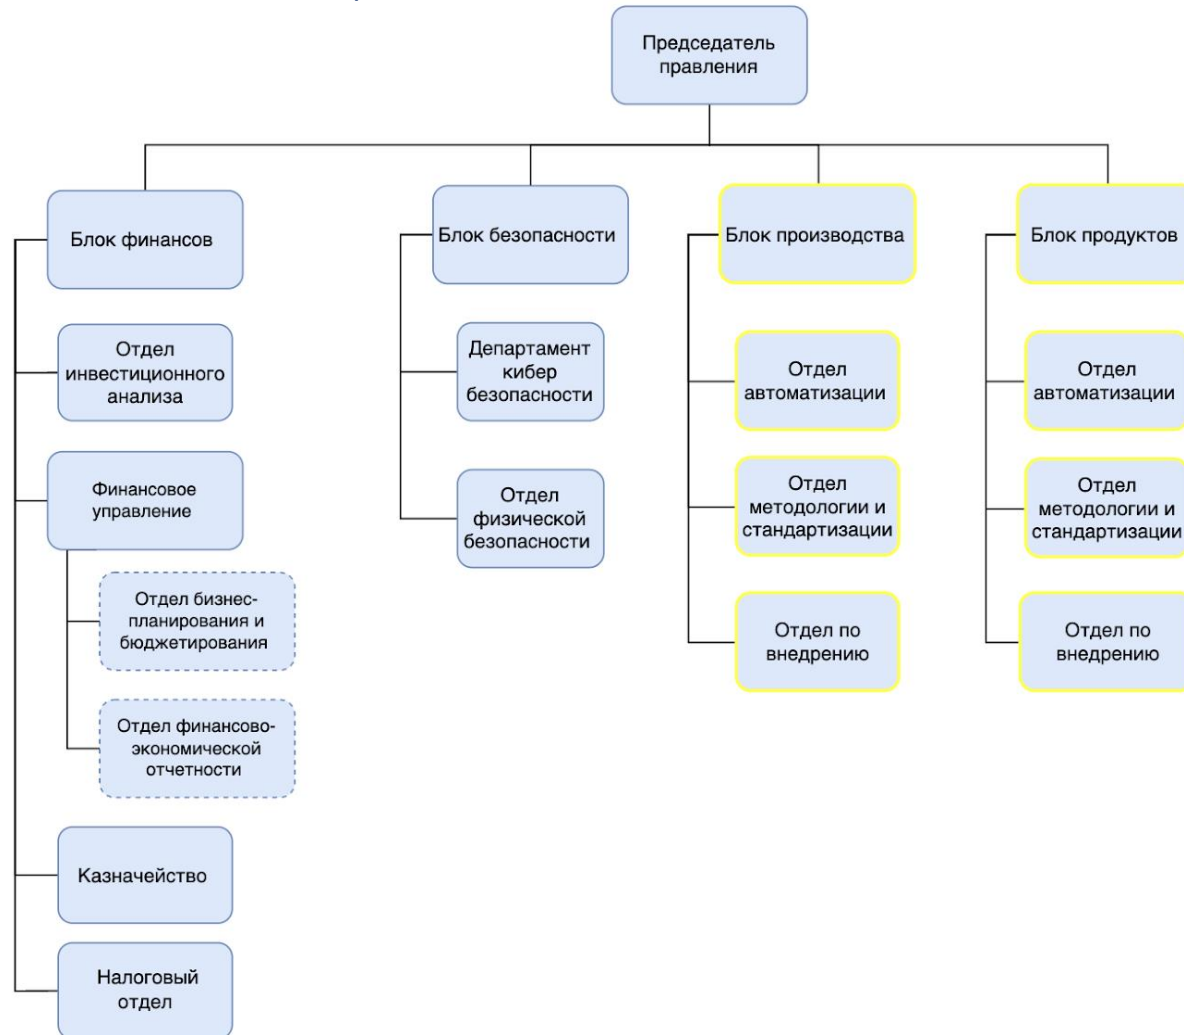 Председатель
правления
Блок финансов
Блок безопасности
Блок производства
Блок продуктов
Отдел
инвестиционного
анализа
Департамент
кибер
безопасности
Отдел
автоматизации
Отдел
автоматизации
Финансовое
управление
Отдел
физической
безопасности
Отдел
методологии и
стандартизации
Отдел
методологии и
стандартизации
Отдел бизнес-
планирования и
бюджетирования
Отдел по
внедрению
Отдел по
внедрению
Отдел финансово-
экономической
отчетности
Казначейство
Налоговый
отдел